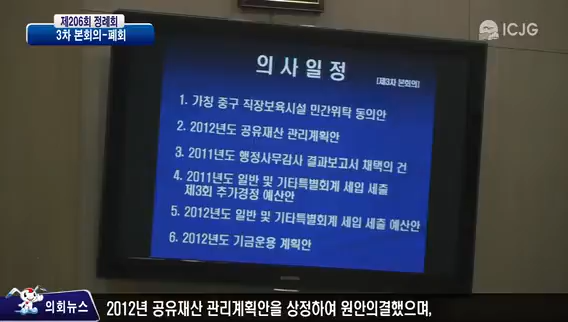 제206회 정례회
3차 본회의-폐회
ICJG
의사일정
[제3차 본회의]
1. 가칭 중구 직장보육시설 민간위탁 동의안
2. 2012년도 공유재산 관리계획안
3. 2011년도 행정사무감사 결과보고서 채택의 건
4. 2011년도 일반 및 기타특별회계 세입 세출
제3회 추가경정 예산안
5. 2012년도 일반 및 기타특별회계 세입 세출 예산안
6. 2012년도 기금운용 계획안
의회뉴스
2012년 공유재산 관리계획안을 상정하여 원안의결했으며,